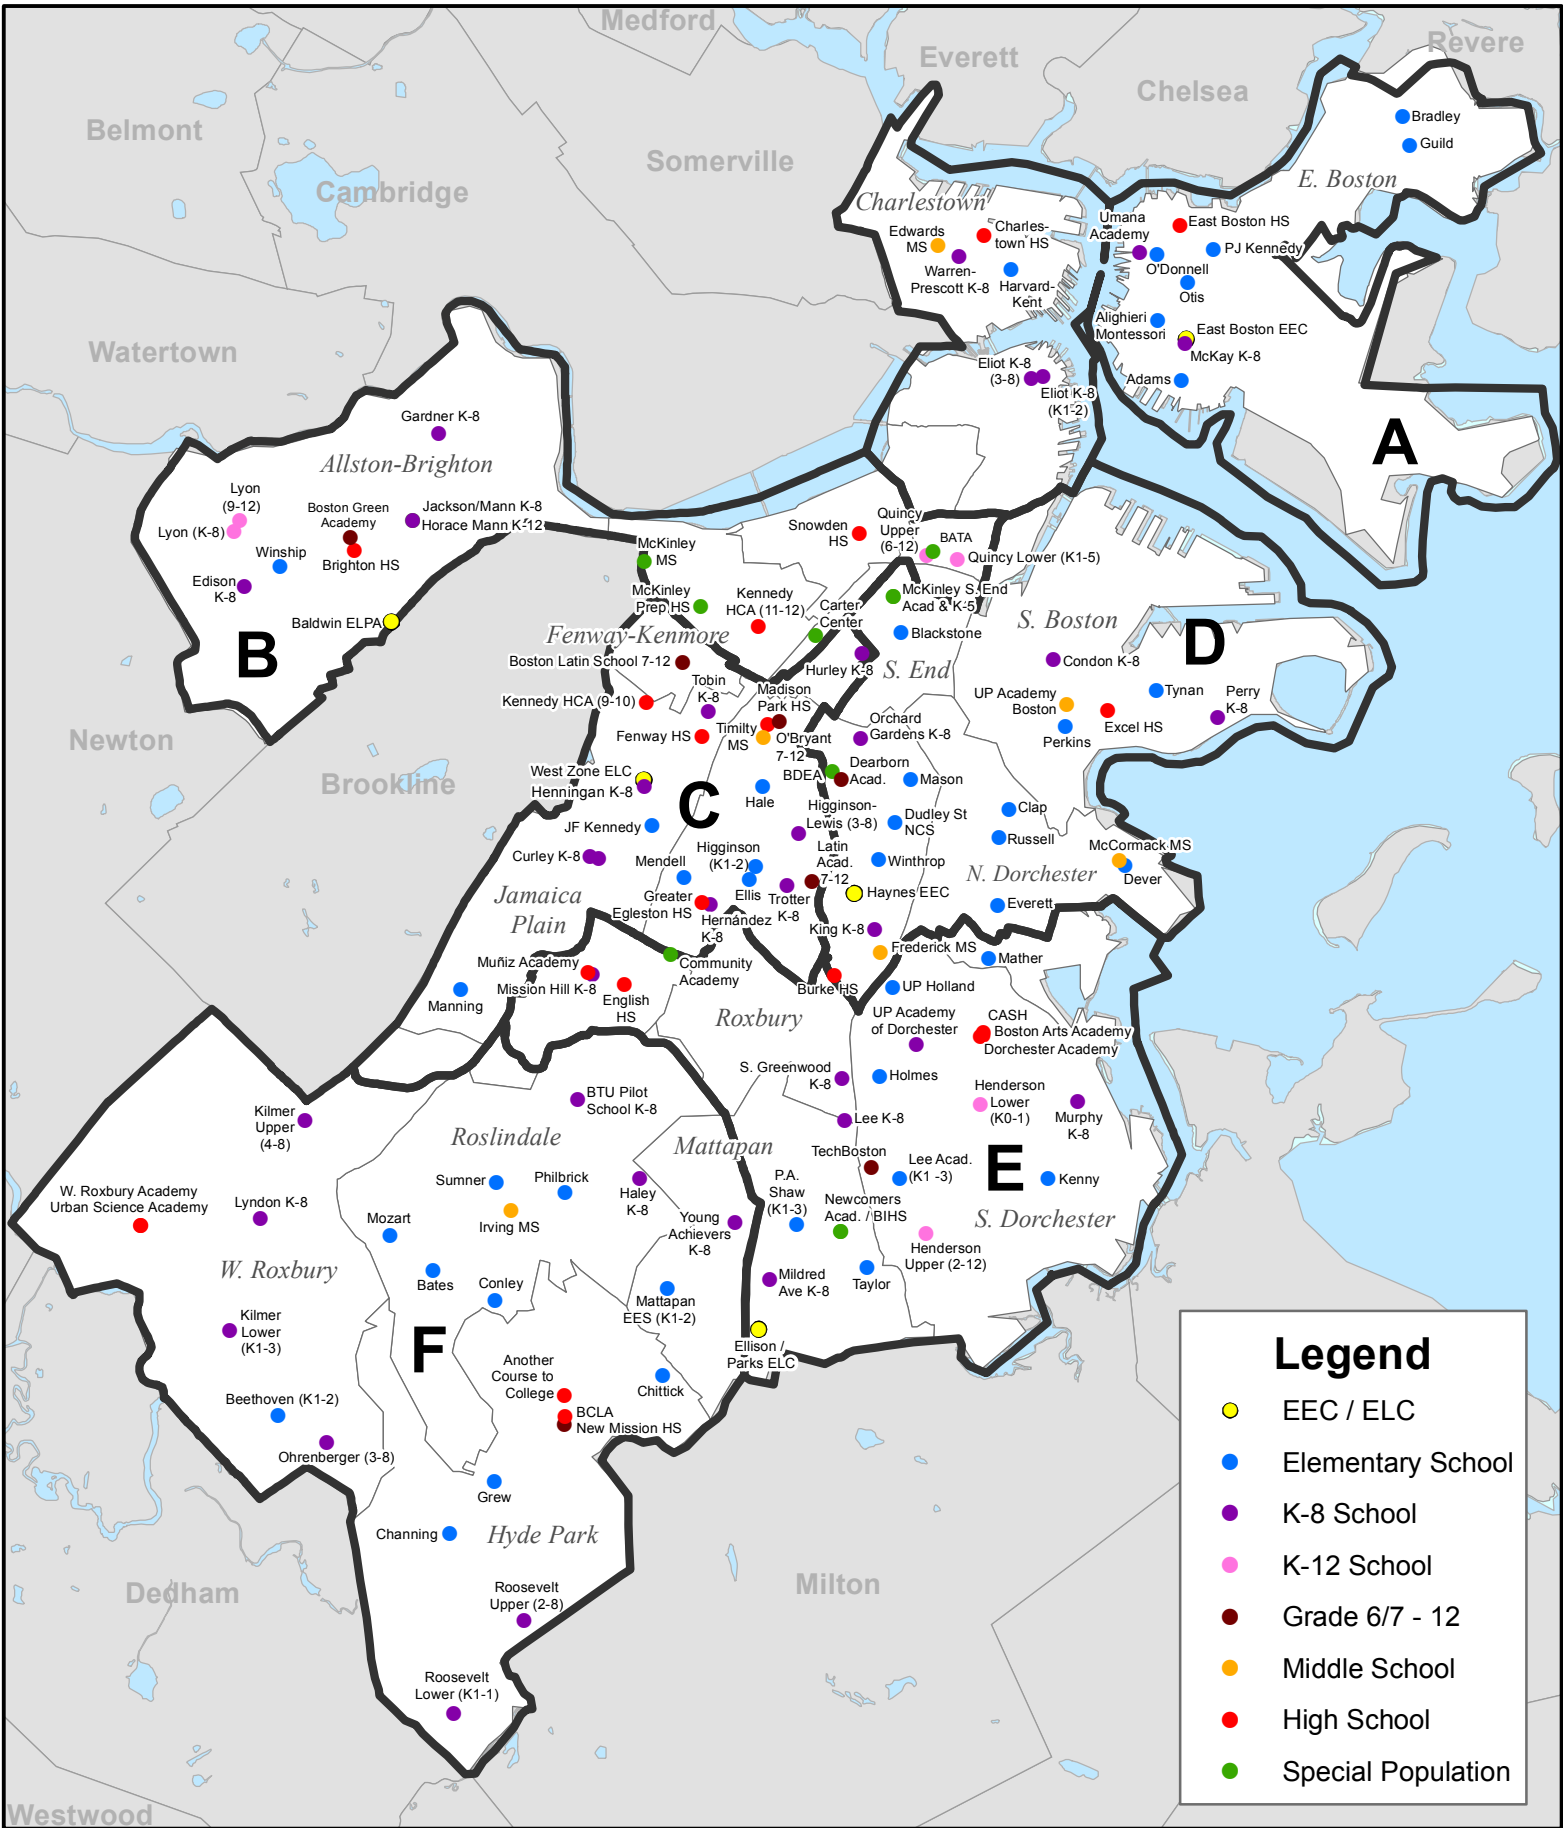 Medford
Everett
Revere
Chelsea
Belmont
Somerville
Cambridge
Watertown
Newton
Brookline
Dedham
Milton
Westwood
Bradley
Guild
E. Boston
Umana
Academy
East Boston HS
PJ Kennedy
O'Donnell
Otis
Alighieri
Montessori
East Boston EEC
McKay K-8
Adams
A
Charlestown
Edwards
MS
Charles-
town HS
Warren-
Prescott K-8
Harvard-
Kent
Eliot K-8
(3-8)
Eliot K-8
(K1-2)
Gardner K-8
Allston-Brighton
Lyon
(9-12)
Lyon (K-8)
Boston Green
Academy
Jackson/Mann K-8
Horace Mann K-12
Winship
Brighton HS
Edison
K-8
Baldwin ELPA
B
Snowden
HS
Quincy
Upper
(6-12)
BATA
Quincy Lower (K1-5)
McKinley
MS
McKinley
Prep HS
Kennedy
HCA (11-12)
Carter
Center
McKinley S. End
Acad & K-5
Blackstone
Fenway-Kenmore
Boston Latin School 7-12
Hurley K-8
S. End
Tobin
K-8
Kennedy HCA (9-10)
Madison
Park HS
Fenway HS
Timilty
MS
O'Bryant
7-12
Orchard
Gardens K-8
West Zone ELC
Henningan K-8
C
Hale
BDEA
Dearborn
Acad.
Mason
JF Kennedy
Higginson-
Lewis (3-8)
Dudley St
NCS
Curley K-8
Mendell
Higginson
(K1-2)
Latin
Acad.
7-12
Winthrop
Ellis
Greater
Egleston HS
Trotter
K-8
Haynes EEC
Hernández
K-8
King K-8
Jamaica
Plain
Frederick MS
Muñiz Academy
Mission Hill K-8
Community
Academy
English
HS
Burke HS
Manning
Roxbury
S. Boston
D
Condon K-8
Tynan
Perry
K-8
UP Academy
Boston
Excel HS
Perkins
Clap
Russell
McCormack MS
Dever
N. Dorchester
Everett
Mather
UP Holland
UP Academy
of Dorchester
CASH
Boston Arts Academy
Dorchester Academy
S. Greenwood
K-8
Holmes
Henderson
Lower
(K0-1)
Murphy
K-8
Lee K-8
TechBoston
Lee Acad.
(K1 -3)
E
Kenny
P.A.
Shaw
(K1-3)
Newcomers
Acad. / BIHS
S. Dorchester
Henderson
Upper (2-12)
Taylor
Mildred
Ave K-8
Ellison /
Parks ELC
Kilmer
Upper
(4-8)
BTU Pilot
School K-8
Roslindale
Mattapan
Sumner
Philbrick
Haley
K-8
W. Roxbury Academy
Urban Science Academy
Lyndon K-8
Irving MS
Mozart
Young
Achievers
K-8
W. Roxbury
Bates
Conley
Mattapan
EES (K1-2)
Kilmer
Lower
(K1-3)
F
Another
Course to
College
Chittick
Beethoven (K1-2)
BCLA
New Mission HS
Ohrenberger (3-8)
Grew
Channing
Hyde Park
Roosevelt
Upper (2-8)
Roosevelt
Lower (K1-1)
Legend
EEC / ELC
Elementary School
K-8 School
K-12 School
Grade 6/7 - 12
Middle School
High School
Special Population